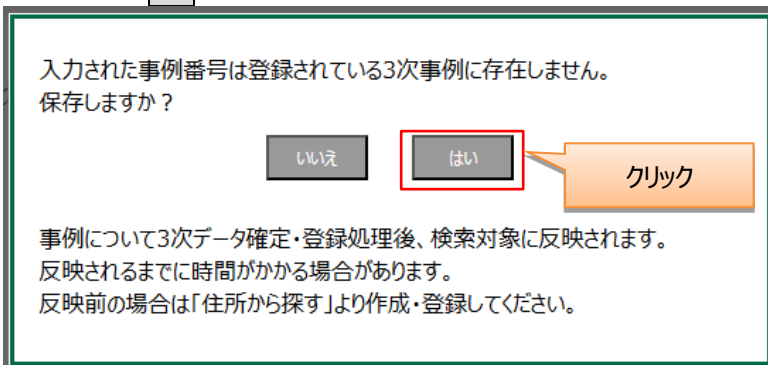 入力された事例番号は登録されている3次事例に存在しません。
保存しますか？
いいえ
はい
クリック
事例について3次データ確定・登録処理後、検索対象に反映されます。
反映されるまでに時間がかかる場合があります。
反映前の場合は「住所から探す」より作成・登録してください。